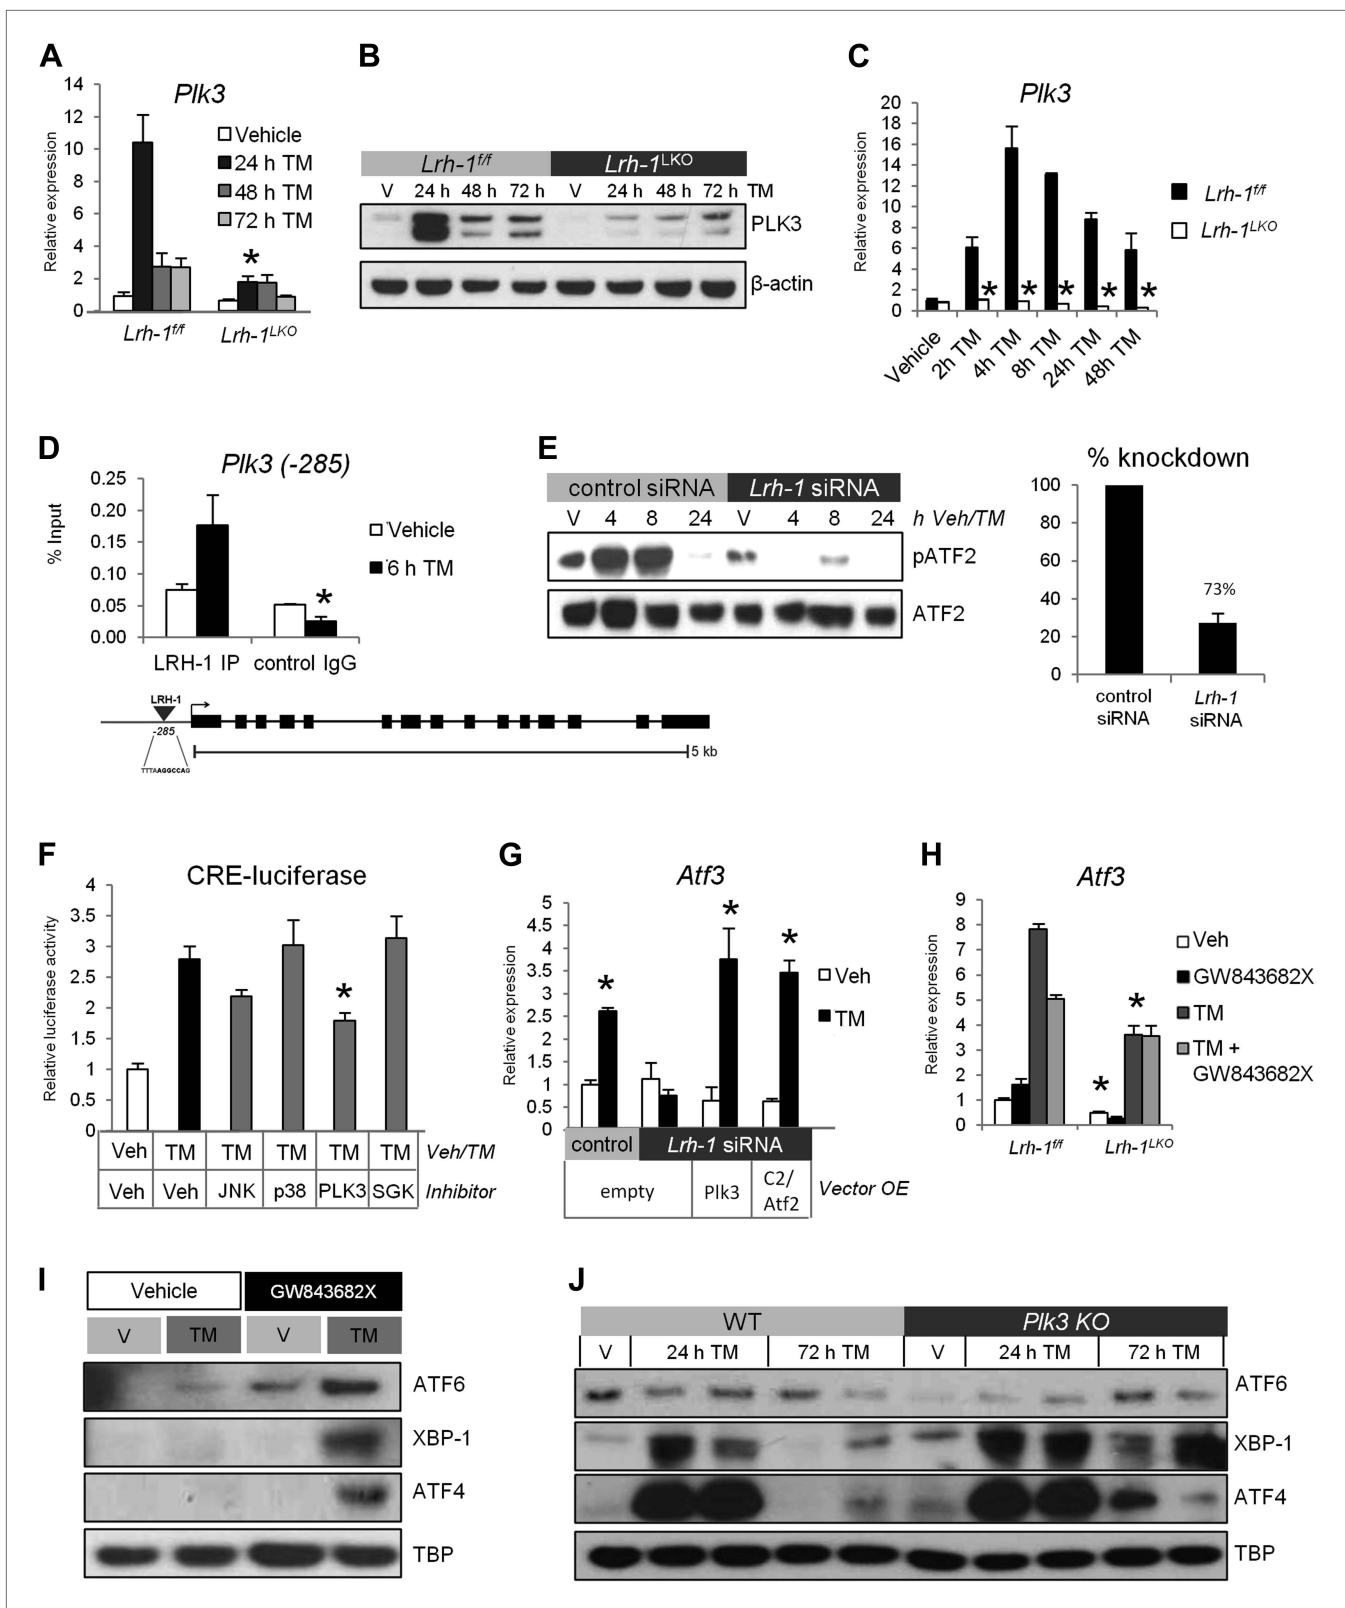 A
Plk3
Relative expression
14
12
10
8
6
4
2
0
Vehicle
24 h TM
48 h TM
72 h TM
*
Lrh-1f/f
Lrh-1LKO
B
Lrh-1f/f
Lrh-1LKO
V 24 h 48 h 72 h V 24 h 48 h 72 h TM
PLK3
β-actin
C
Plk3
Relative expression
20
18
16
14
12
10
8
6
4
2
0
* * * * *
Lrh-1f/f
Lrh-1LKO
Vehicle
2h TM
4h TM
8h TM
24h TM
48h TM
D
Plk3 (-285)
% Input
0.25
0.20
0.15
0.10
0.05
0.00
Vehicle
6 h TM
*
LRH-1 IP control IgG
LRH-1
-285
TTTAAGGCCAG
5 kb
E
control siRNA Lrh-1 siRNA
V 4 8 24 V 4 8 24 h Veh/TM
pATF2
ATF2
% knockdown
100
80
60
40
20
0
73%
control siRNA
Lrh-1 siRNA
F
CRE-luciferase
Relative luciferase activity
4
3.5
3
2.5
2
1.5
1
0.5
0
*
Veh TM TM TM TM TM Veh/TM
Veh Veh JNK p38 PLK3 SGK Inhibitor
G
Atf3
Relative expression
5
4.5
4
3.5
3
2.5
2
1.5
1
0.5
0
* * *
Veh
TM
control Lrh-1 siRNA
empty Plk3 C2/Atf2 Vector OE
H
Atf3
Relative expression
9
8
7
6
5
4
3
2
1
0
* *
Veh
GW843682X
TM
TM +
GW843682X
Lrh-1f/f
Lrh-1LKO
I
Vehicle GW843682X
V TM V TM
ATF6
XBP-1
ATF4
TBP
J
WT Plk3 KO
V 24 h TM 72 h TM V 24 h TM 72 h TM
ATF6
XBP-1
ATF4
TBP